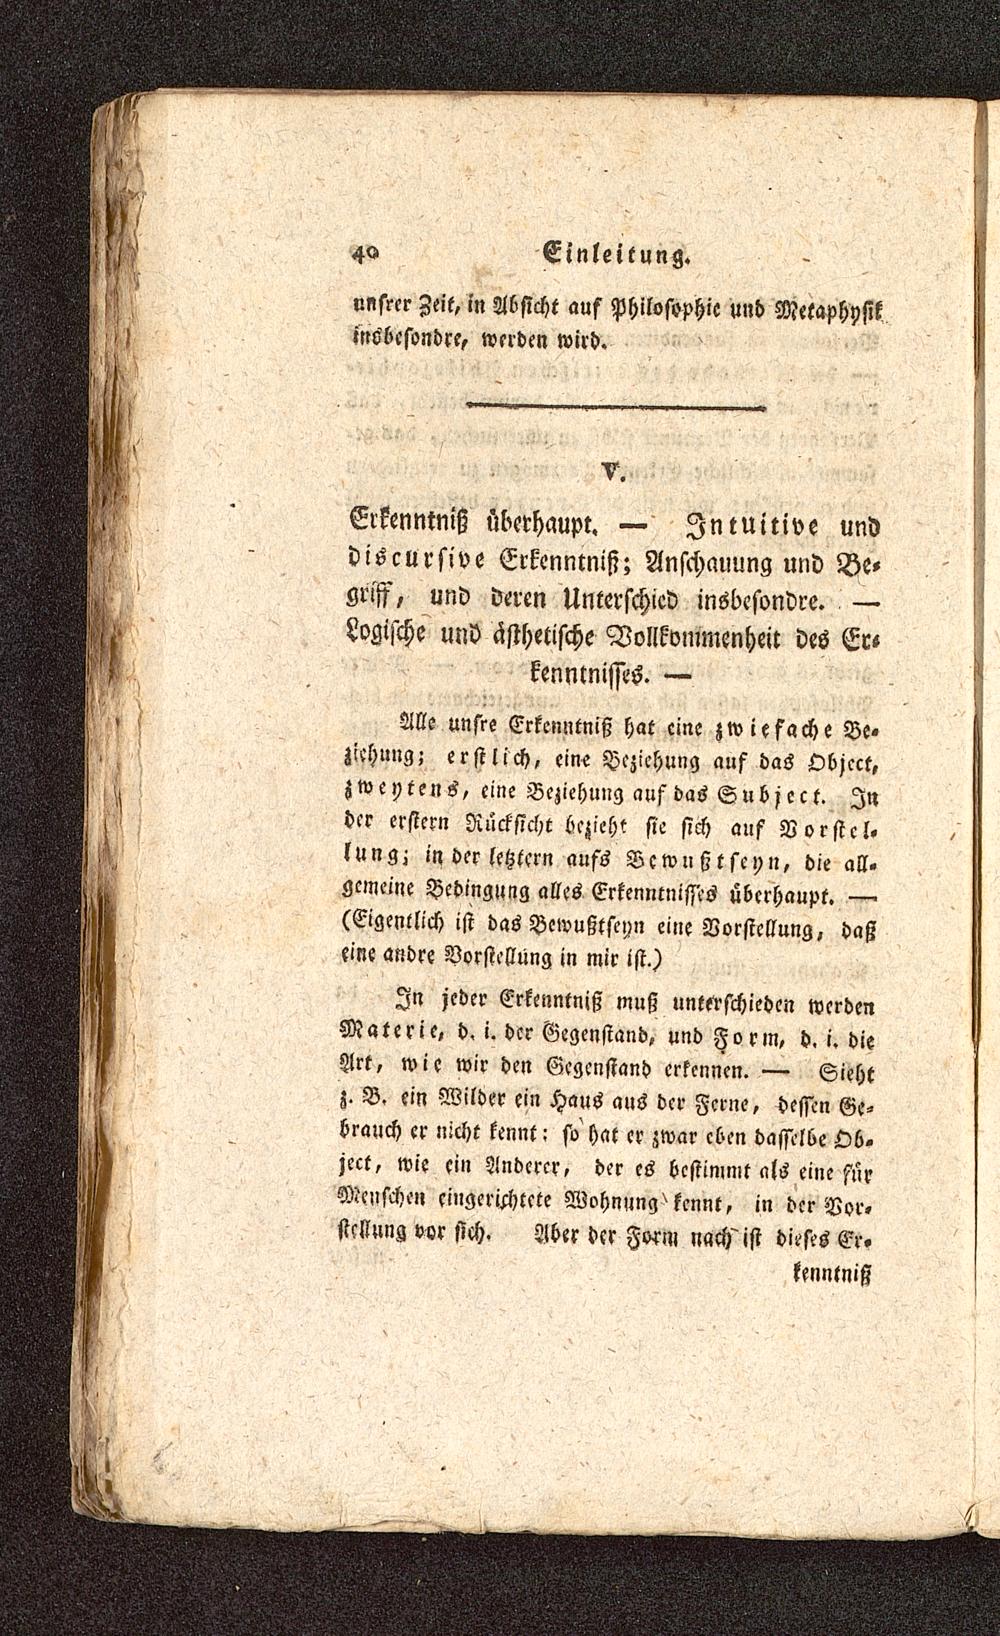 40 Einleitung.
unsrer Zeit, in Absicht auf Philosophie und Metaphysik
insbesondre, werden wird.
V.
Erkenntniß überhaupt. — Intuitive und
discursive Erkenntniß; Anschauung und Be-
griff, und deren Unterschied insbesondre. —
Logische und ästhetische Vollkommenheit des Er-
kenntnisses. —
Alle unsre Erkenntniß hat eine zwiefache Be-
ziehung; erstlich, eine Beziehung auf das Object,
zweytens, eine Beziehung auf das Subject. In
der erstern Rücksicht bezieht sie sich auf Vorstel-
lung; in der letztern aufs Bewußtseyn, die all-
gemeine Bedingung alles Erkenntnisses überhaupt. —
(Eigentlich ist das Bewußtseyn eine Vorstellung, daß
eine andre Vorstellung in mir ist.)
In jeder Erkenntniß muß unterschieden werden
Materie, d. i. der Gegenstand, und Form, d. i. die
Art, wie wir den Gegenstand erkennen. — Sieht
z. B. ein Wilder ein Haus aus der Ferne, dessen Ge-
brauch er nicht kennt: so hat er zwar eben dasselbe Ob-
ject, wie ein Anderer, der es bestimmt als eine für
Menschen eingerichtete Wohnung kennt, in der Vor-
stellung vor sich. Aber der Form nach ist dieses Er-
kenntniß